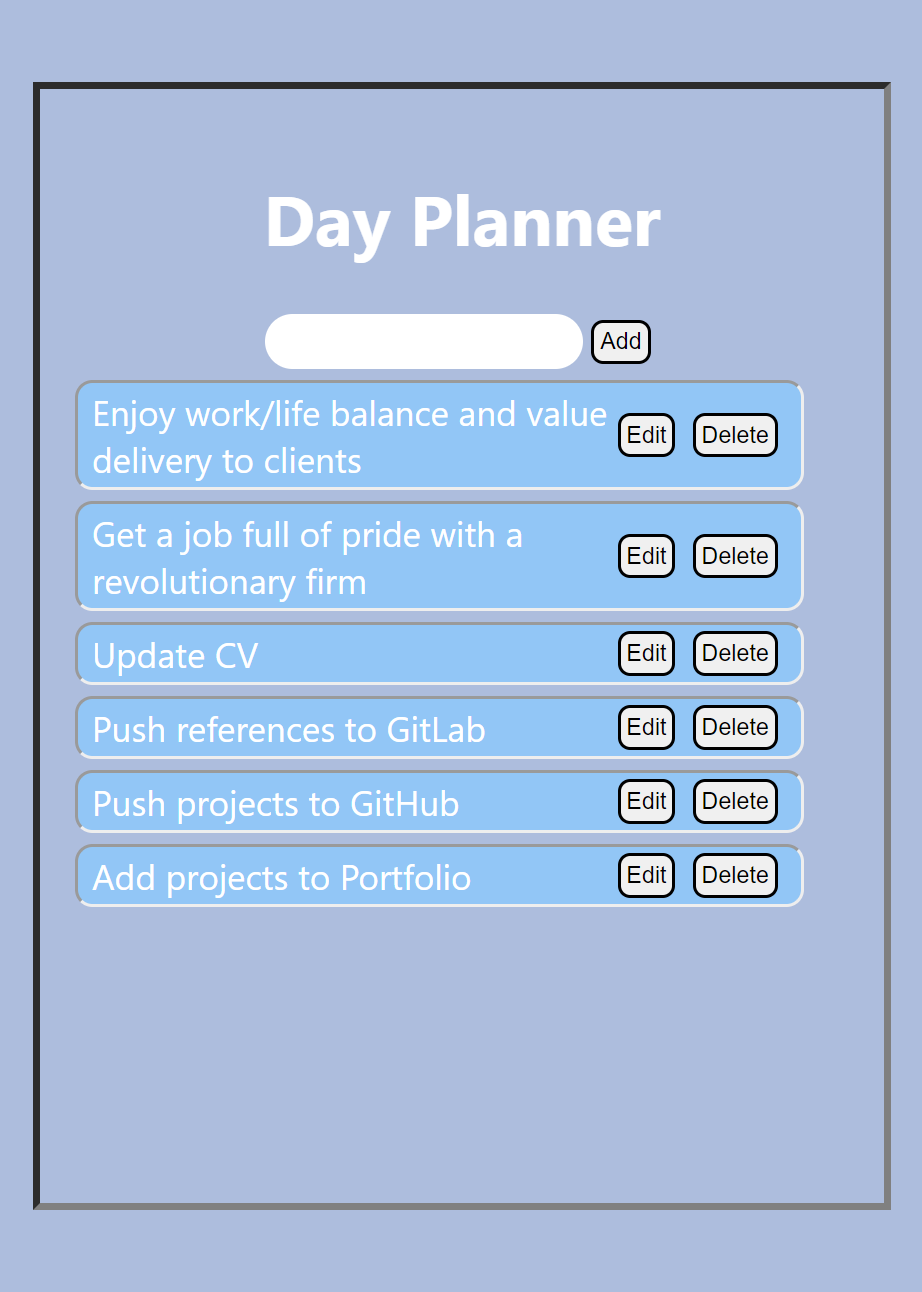 Day Planner
Add
Enjoy work/life balance and value
delivery to clients
Edit Delete
Get a job full of pride with a
revolutionary firm
Edit Delete
Update CV Edit Delete
Push references to GitLab Edit Delete
Push projects to GitHub Edit Delete
Add projects to Portfolio Edit Delete